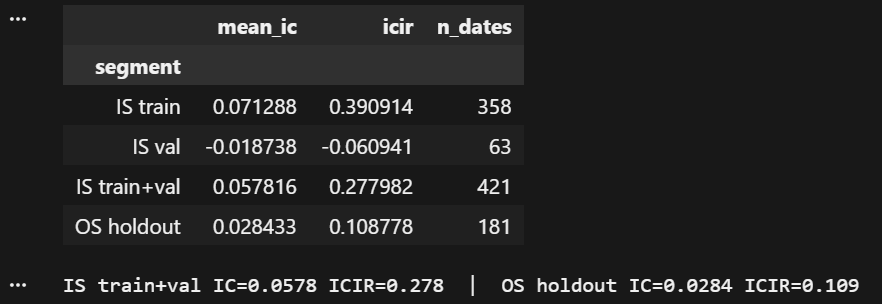 ...
mean_ic icir n_dates
segment
IS train 0.071288 0.390914 358
IS val -0.018738 -0.060941 63
IS train+val 0.057816 0.277982 421
OS holdout 0.028433 0.108778 181
... IS train+val IC=0.0578 ICIR=0.278 | OS holdout IC=0.0284 ICIR=0.109